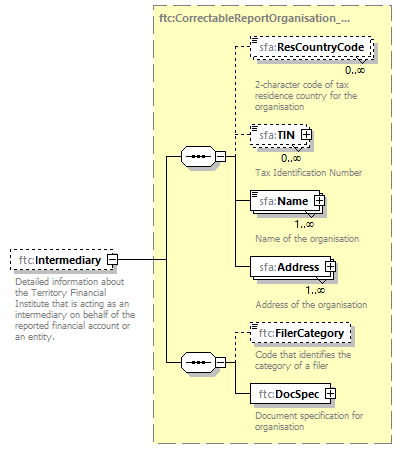 ftc:CorrectableReportOrganisation_...
sfa:ResCountryCode
0..∞
2-character code of tax
residence country for the
organisation
sfa:TIN
0..∞
Tax Identification Number
sfa:Name
1..∞
Name of the organisation
sfa:Address
1..∞
Address of the organisation
ftc:Intermediary
Detailed information about
the Territory Financial
Institute that is acting as an
intermediary on behalf of the
reported financial account or
an entity.
ftc:FilerCategory
Code that identifies the
category of a filer
ftc:DocSpec
Document specification for
organisation